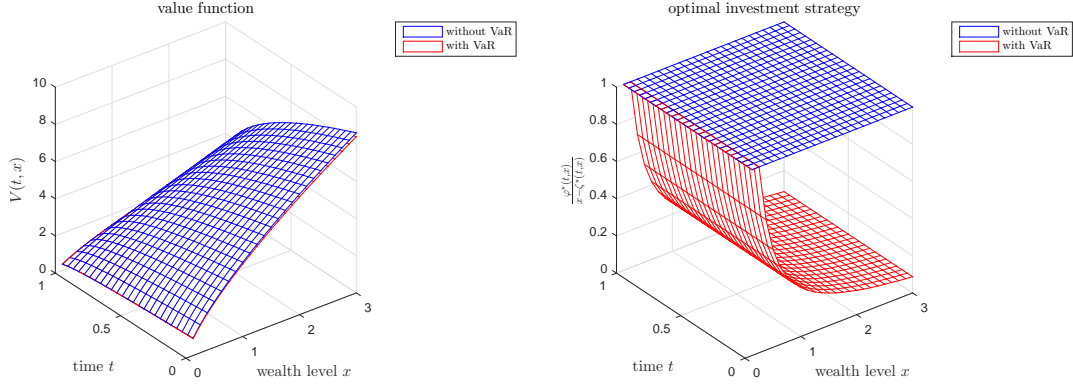 value function
without VaR
with VaR
10
8
6
4
2
0
V(t, x)
1
0.5
0
time t
0
1
2
3
wealth level x
optimal investment strategy
without VaR
with VaR
1
0.8
0.6
0.4
0.2
0
φ*(t,x)
x−ζ*(t,x)
1
0.5
0
time t
0
1
2
3
wealth level x